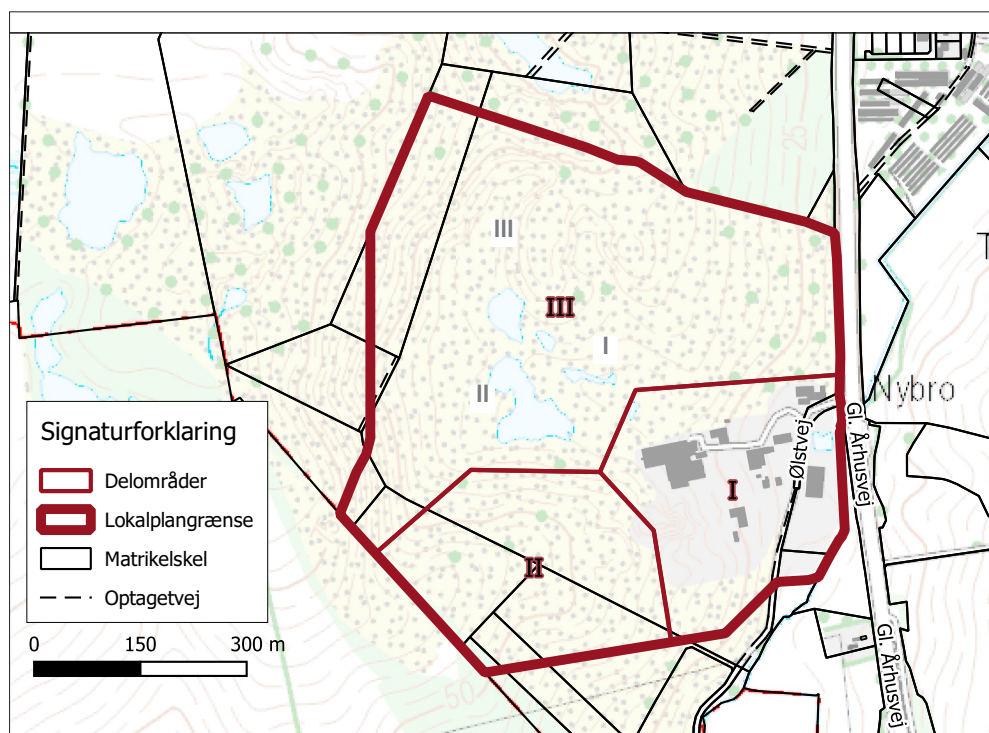 25
III
T
III
I
II
Nybro
Gl. Århusvej
Ølstvej
I
II
Signaturforklaring
Delområder
Lokalplangrænse
Matrikelskel
Optagetvej
0 150 300 m
50
Gl. Århusvej